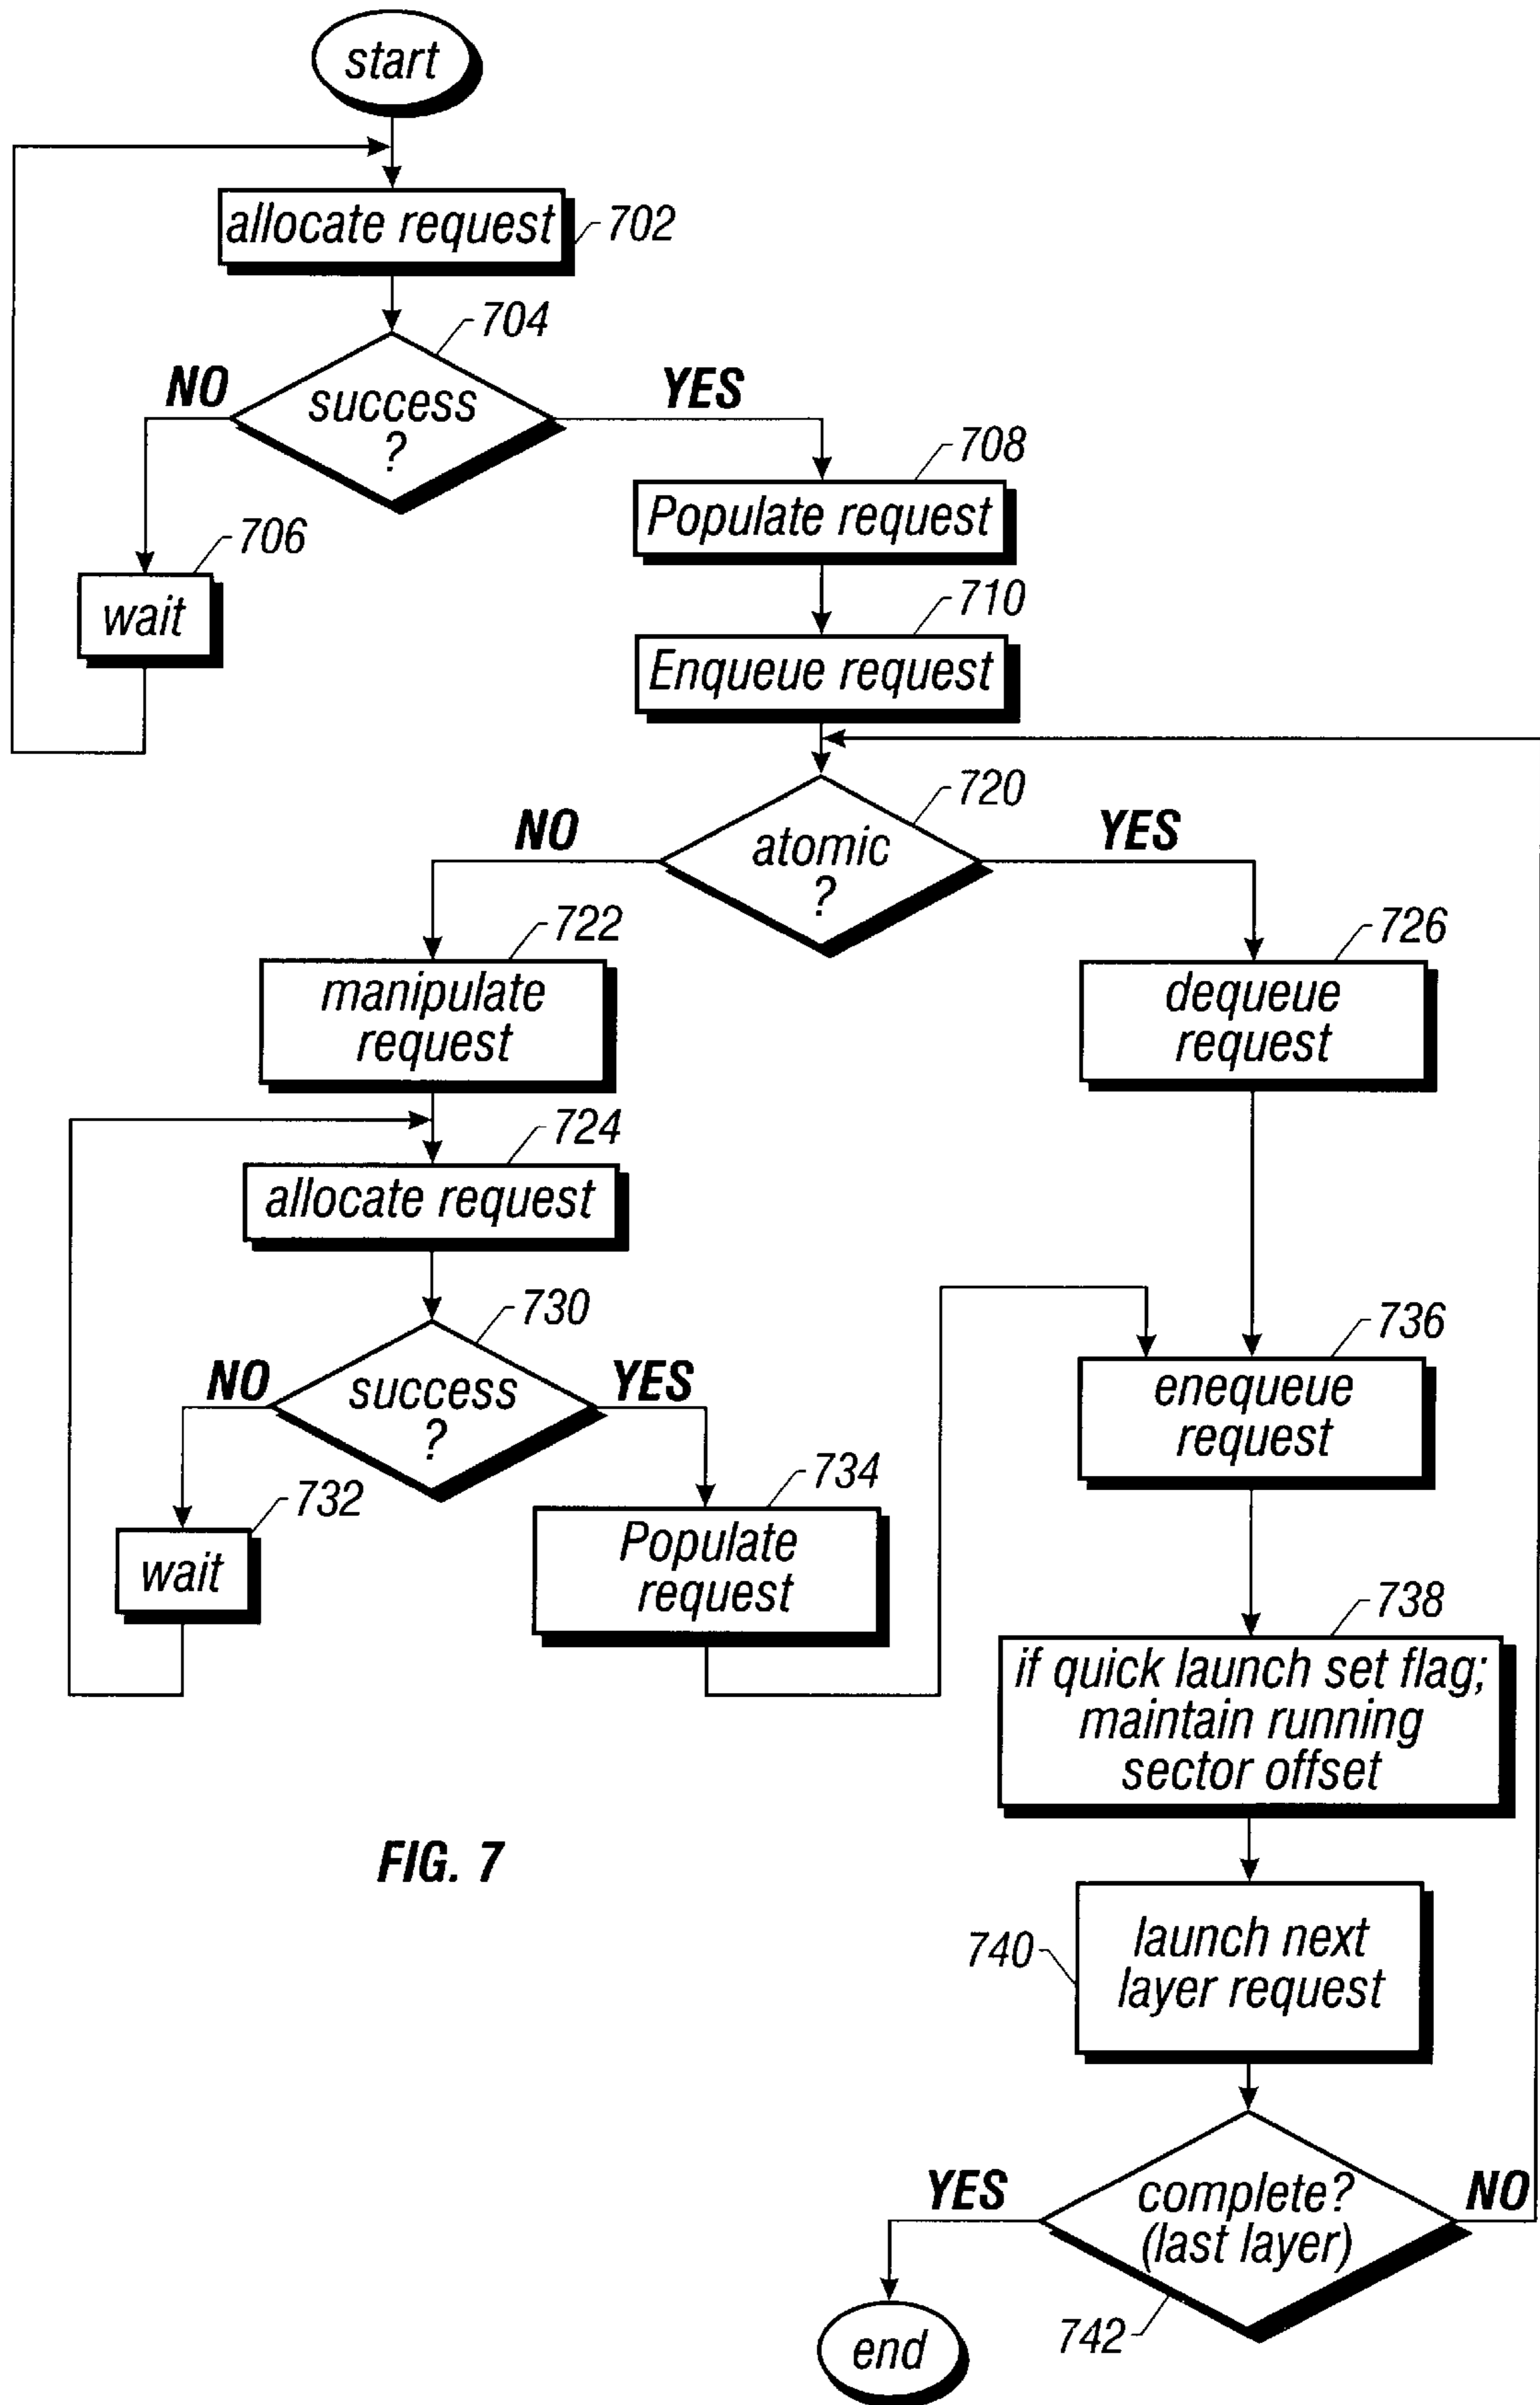 start
allocate request
702
704
NO
YES
success
?
708
Populate request
706
wait
710
Enqueue request
720
NO
YES
atomic
?
722
manipulate
request
726
dequeue
request
724
allocate request
730
NO
YES
success
?
736
enequeue
request
732
wait
734
Populate
request
738
if quick launch set flag;
maintain running
sector offset
FIG. 7
740
launch next
layer request
YES
NO
complete?
(last layer)
742
end